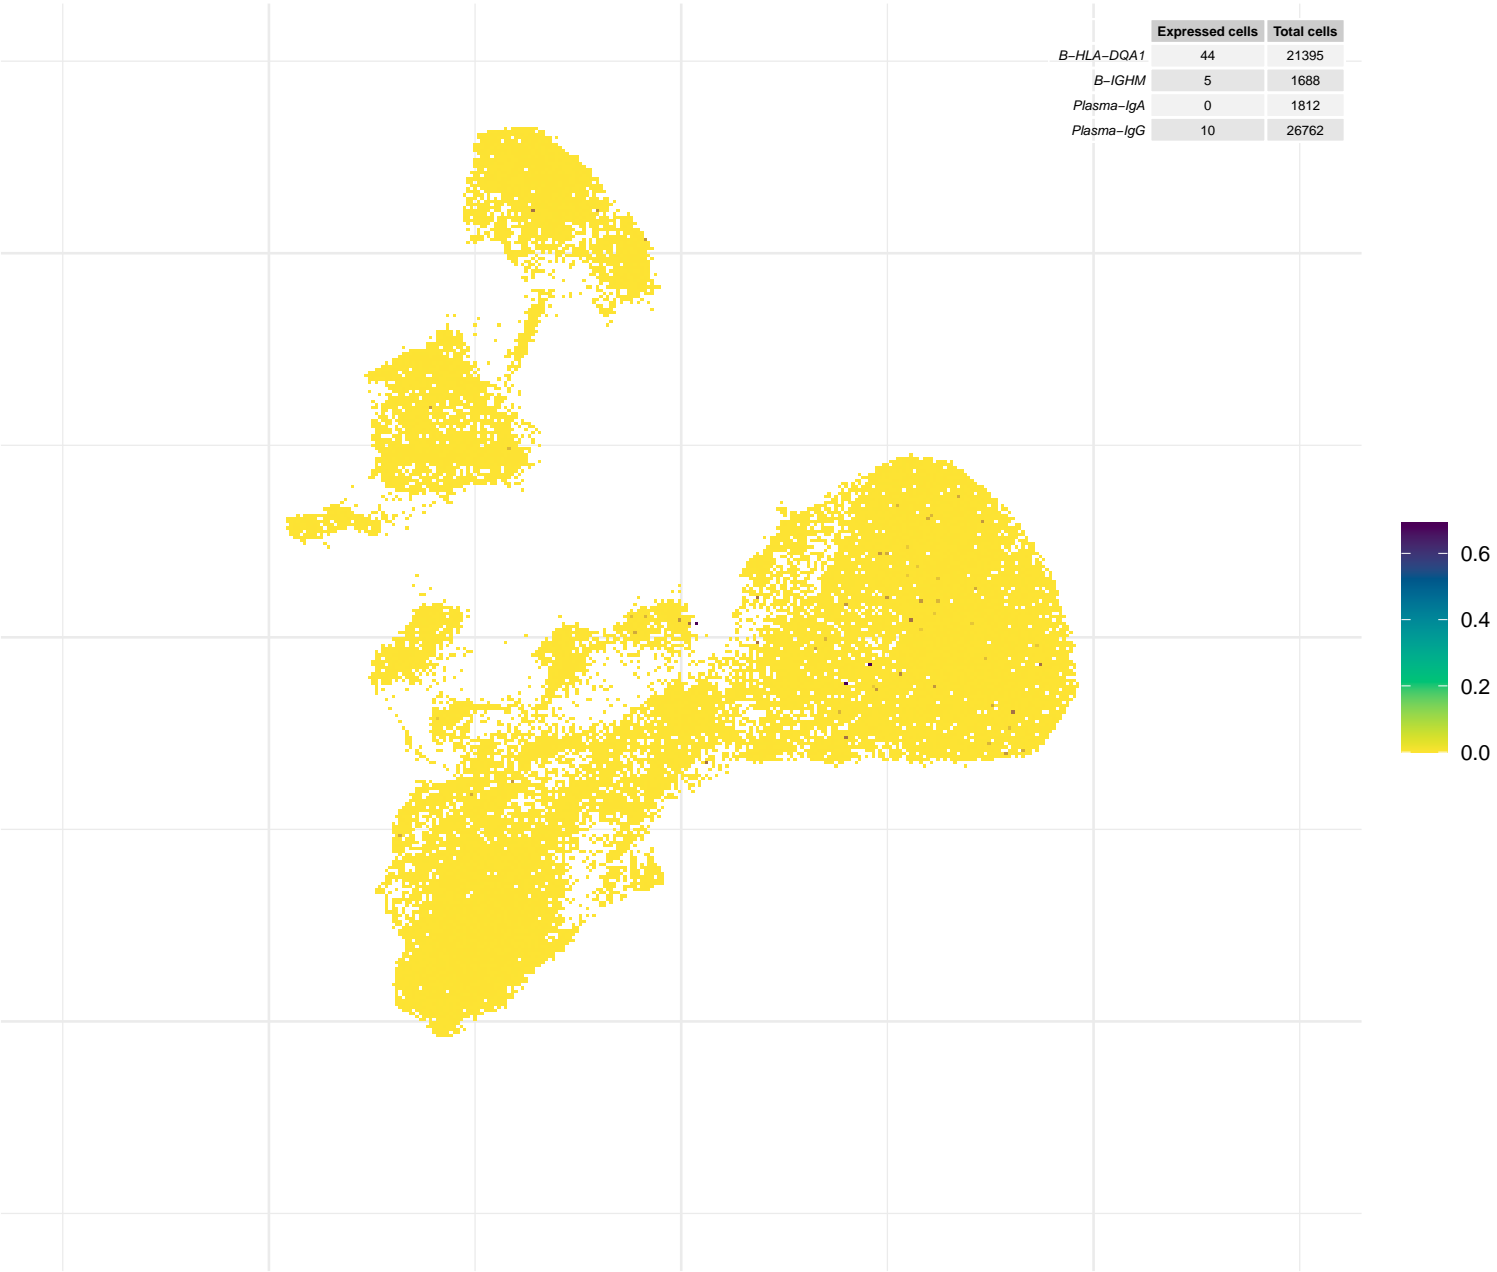 Expressed cells Total cells
B−HLA−DQA1 44 21395
B−IGHM 5 1688
Plasma−IgA 0 1812
Plasma−IgG 10 26762
0.6
0.4
0.2
0.0